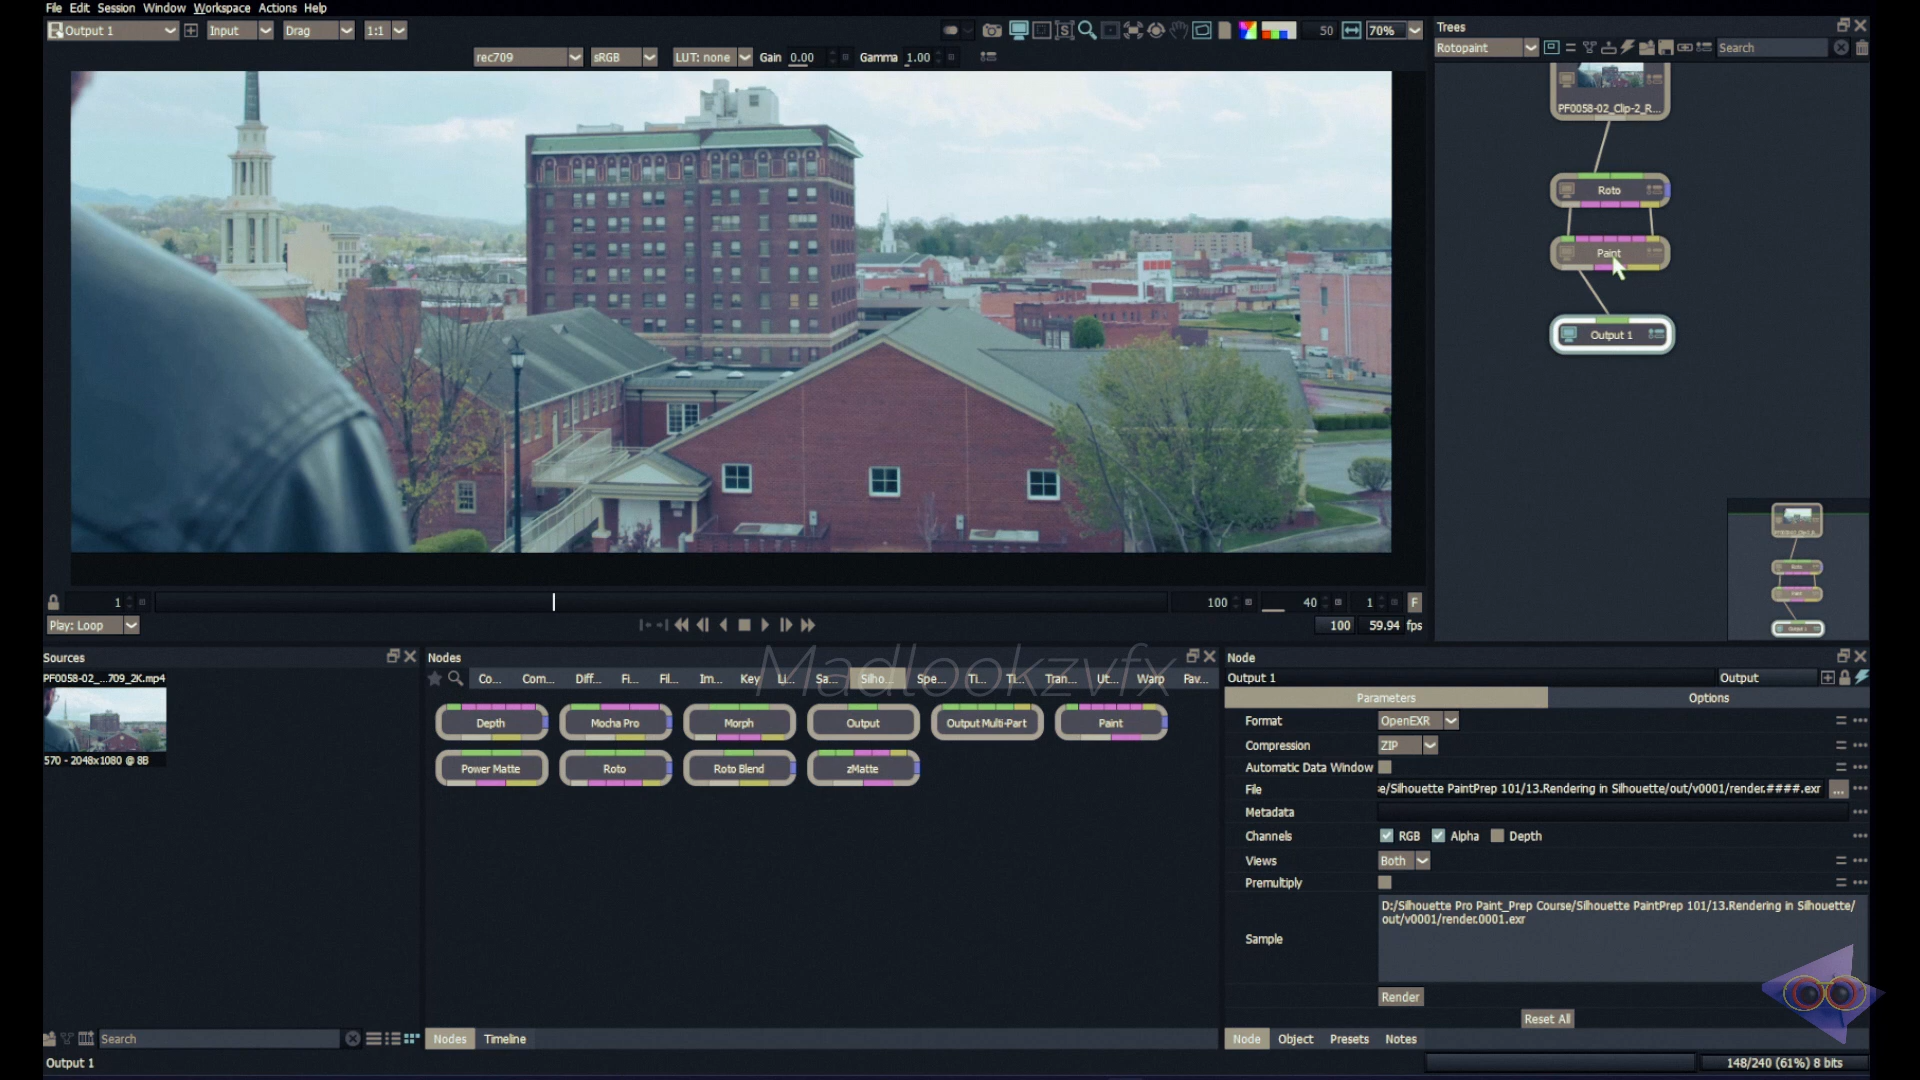 File Edit Session Window Workspace Actions Help
Output 1 Input Drag 1:1 50 70%
rec709 sRGB LUT: none Gain 0.00 Gamma 1.00
Trees
Rotopaint Search
PF0058-02_Clip-2_R...
Roto
Paint
Output 1
1 100 40 1 F
Play: Loop 100 59.94 fps
Sources
PF0058-02_...709_2K.mp4
570 - 2048x1080 @ 8B
Search
Nodes
Co... Com... Diff... Fi... Fil... Im... Key Li... Sa... Silho... Spe... Ti... T... Tran... Ut... Warp Fav...
Depth Mocha Pro Morph Output Output Multi-Part Paint
Power Matte Roto Roto Blend zMatte
Madlookzvfx
Nodes Timeline
Node
Output 1 Output
Parameters Options
Format OpenEXR
Compression ZIP
Automatic Data Window
File e/Silhouette PaintPrep 101/13.Rendering in Silhouette/out/v0001/render.####.exr ...
Metadata
Channels RGB Alpha Depth
Views Both
Premultiply
Sample
D:/Silhouette Pro Paint_Prep Course/Silhouette PaintPrep 101/13.Rendering in Silhouette/
out/v0001/render.0001.exr
Render
Reset All
Node Object Presets Notes
Output 1 148/240 (61%) 8 bits